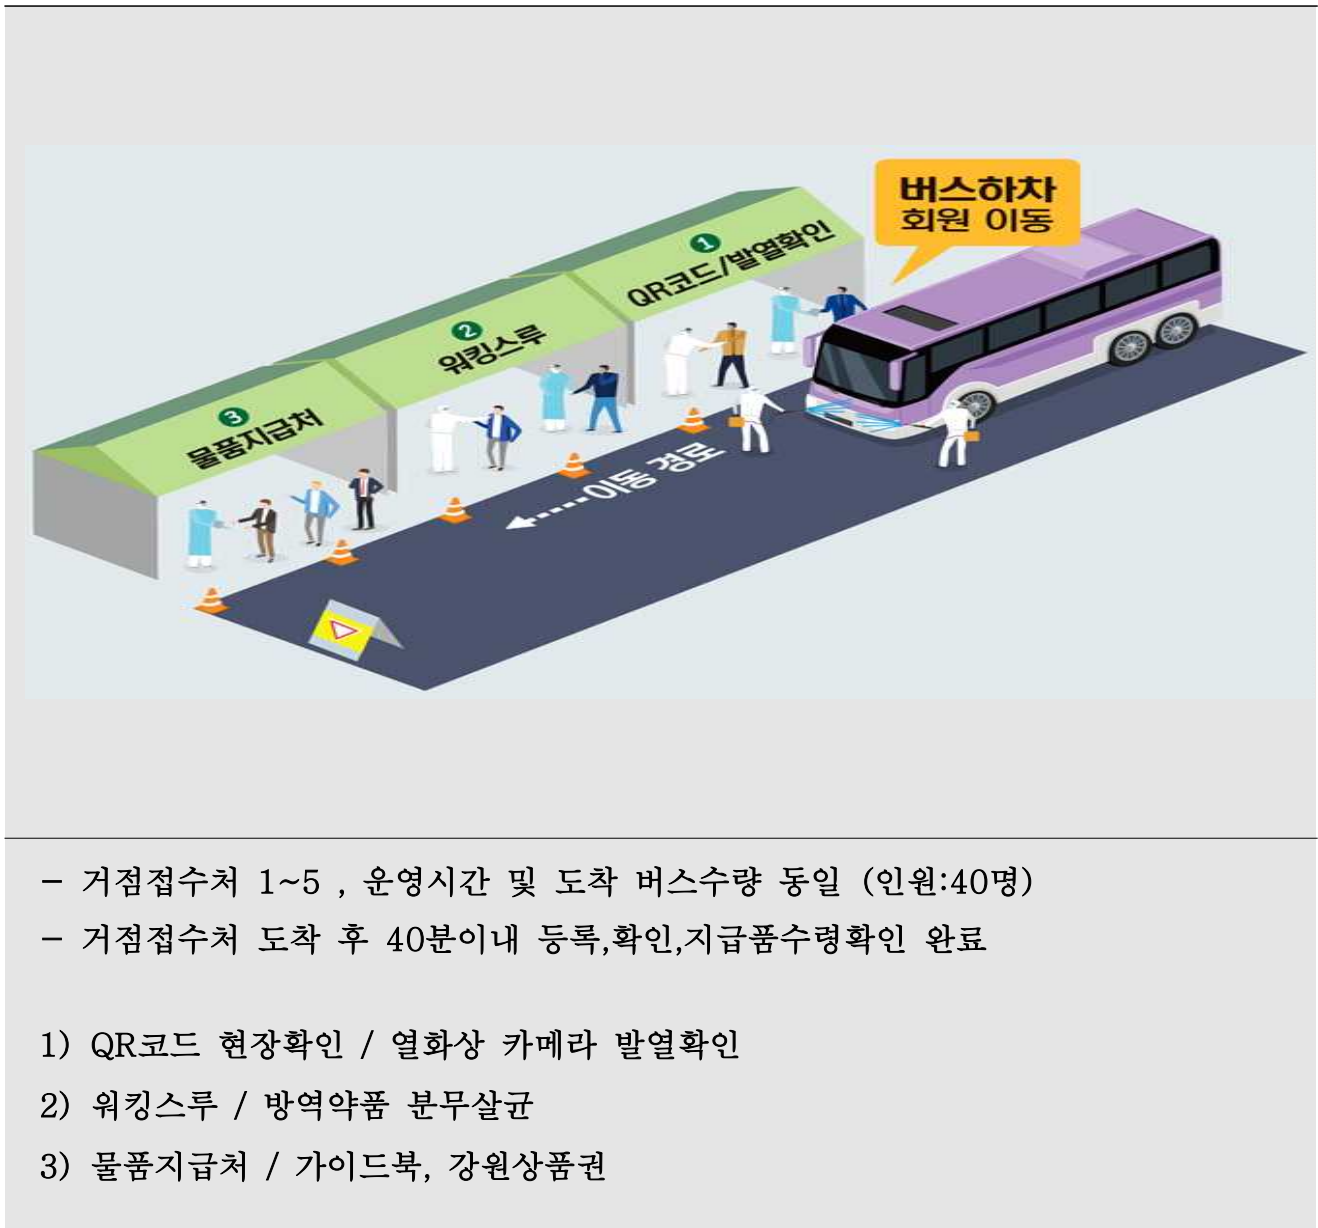 버스하차
회원 이동
1
QR코드/발열확인
2
워킹스루
3
물품지급처
이동 경로
- 거점접수처 1~5 , 운영시간 및 도착 버스수량 동일 (인원:40명)
- 거점접수처 도착 후 40분이내 등록,확인,지급품수령확인 완료
1) QR코드 현장확인 / 열화상 카메라 발열확인
2) 워킹스루 / 방역약품 분무살균
3) 물품지급처 / 가이드북, 강원상품권